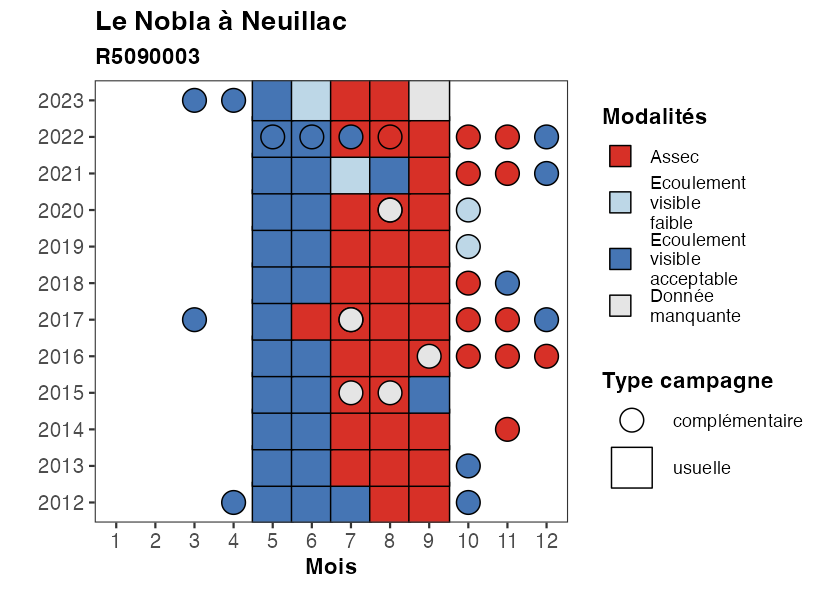 Le Nobla à Neuillac
R5090003
2023
2022
2021
2020
2019
2018
2017
2016
2015
2014
2013
2012
1 2 3 4 5 6 7 8 9 10 11 12
Mois
Modalités
Assec
Ecoulement
visible
faible
Ecoulement
visible
acceptable
Donnée
manquante
Type campagne
complémentaire
usuelle